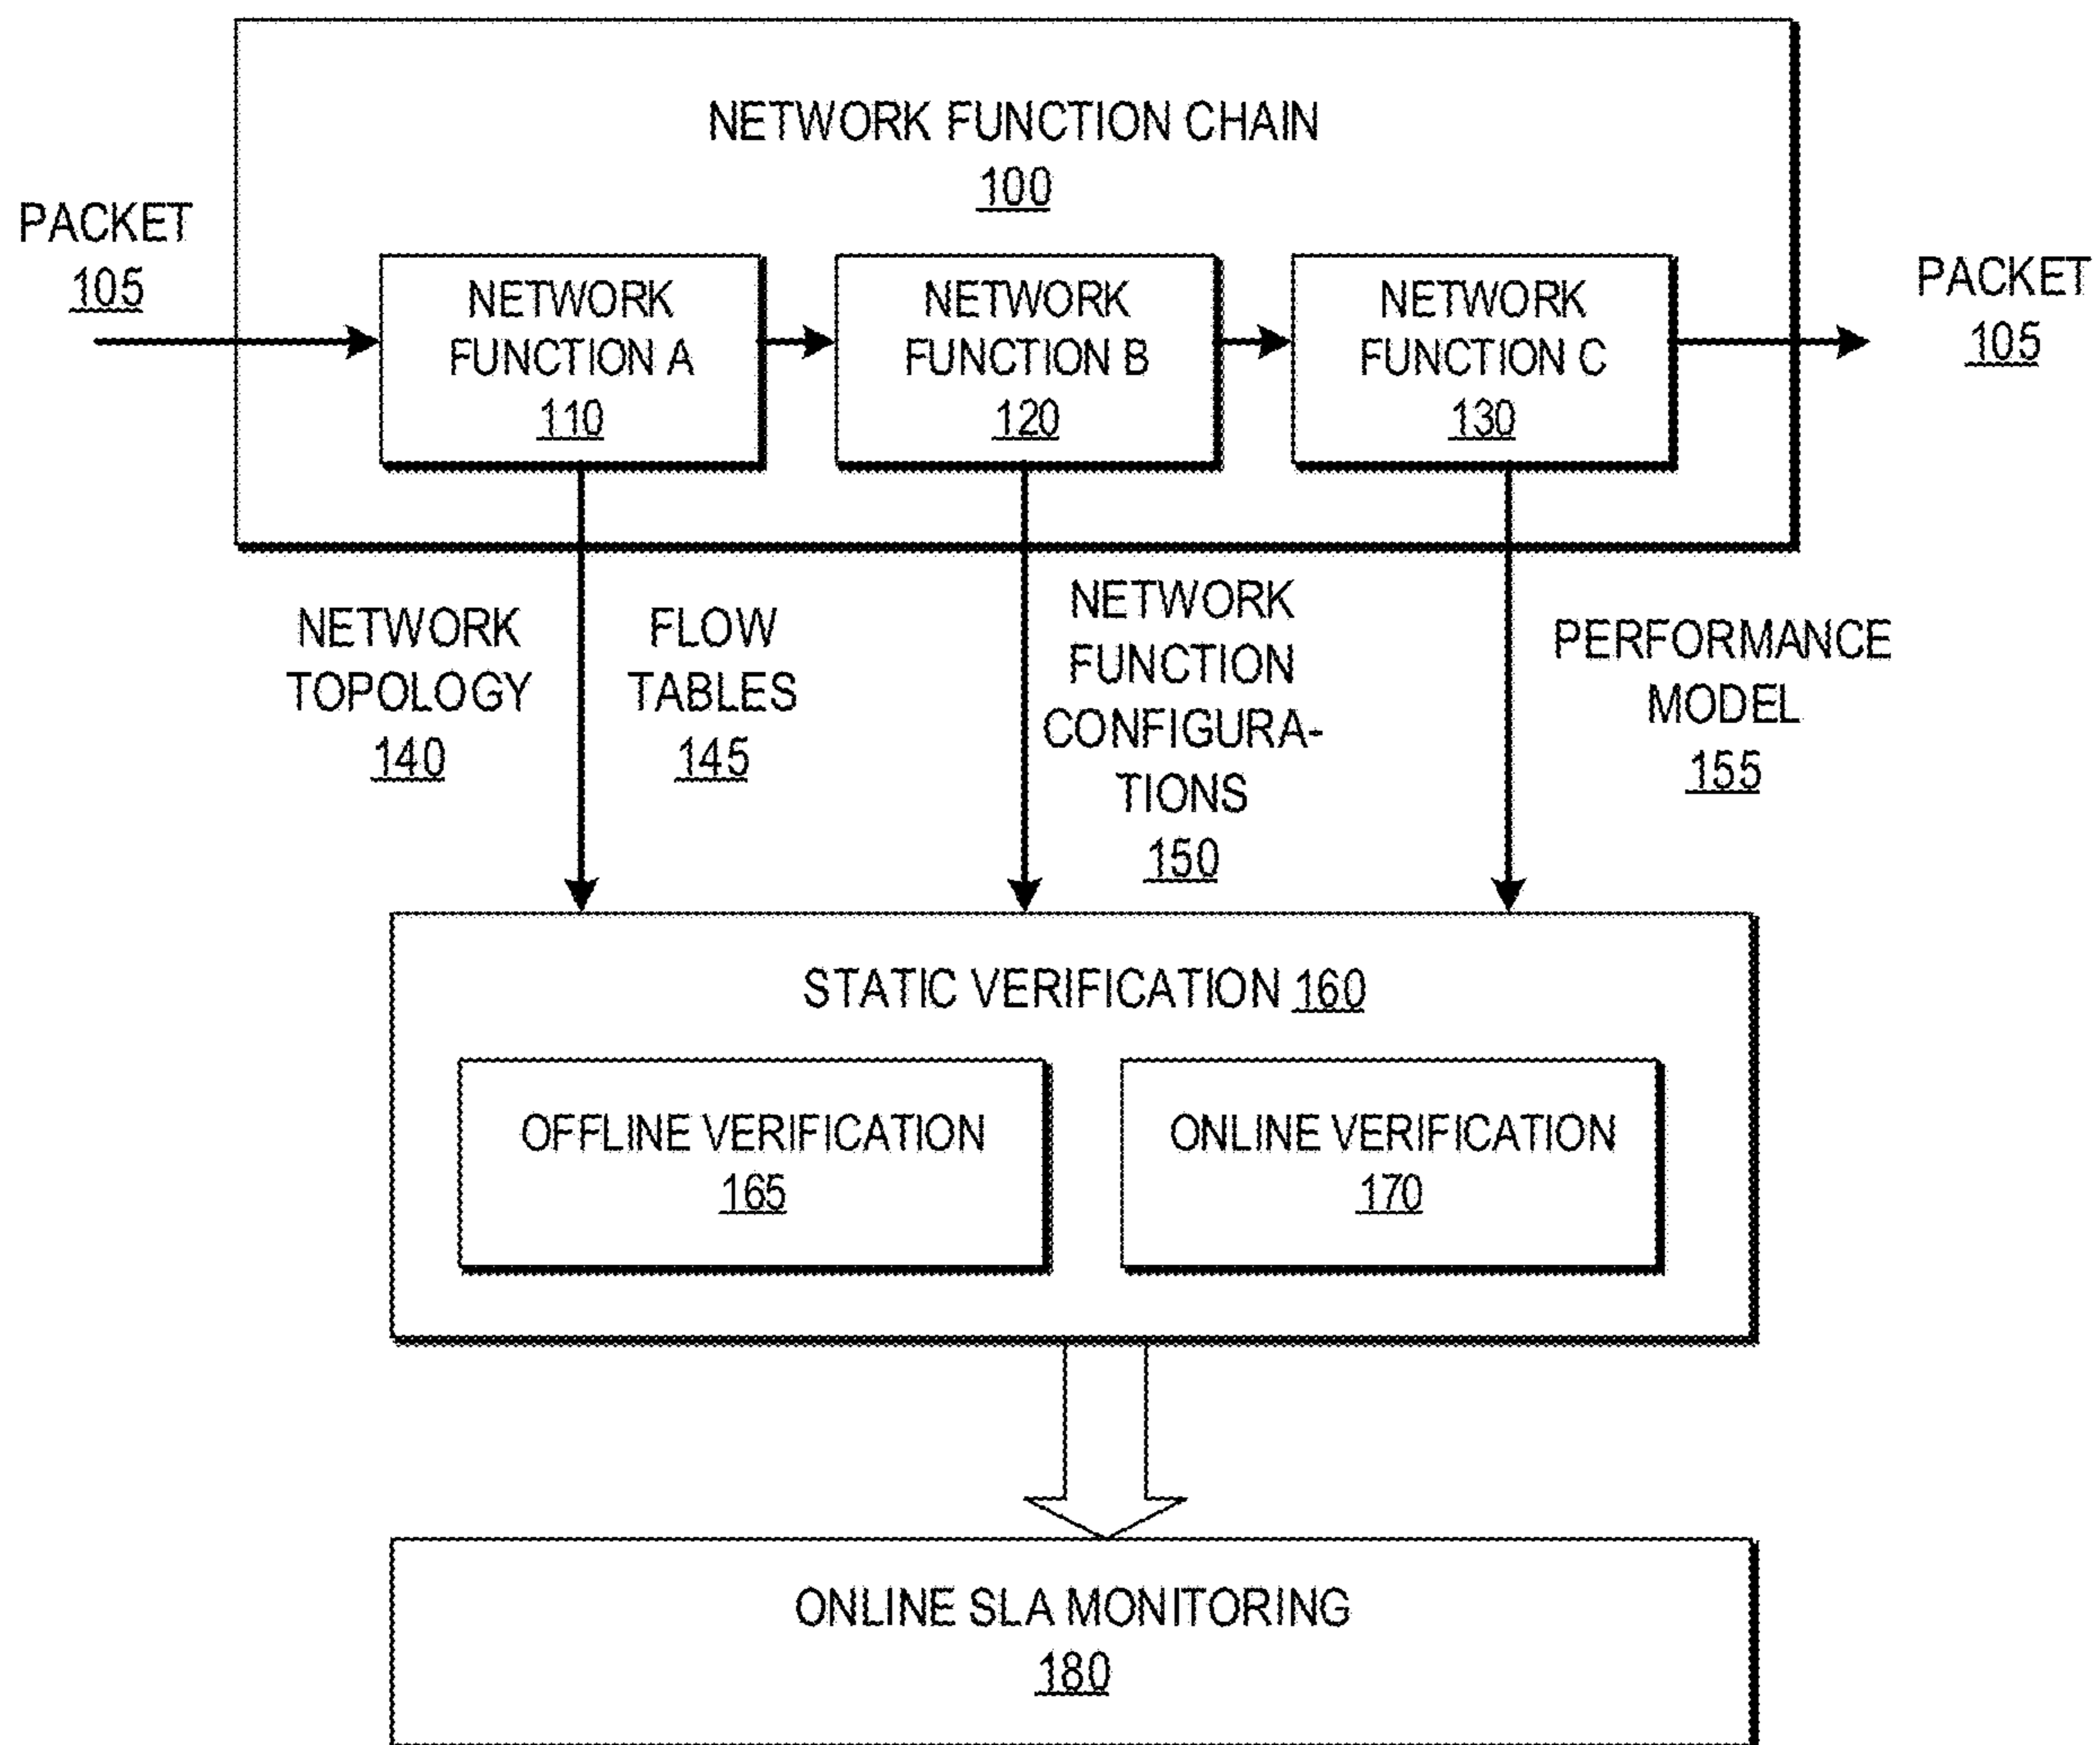 NETWORK FUNCTION CHAIN
100
PACKET
105
NETWORK
FUNCTION A
110
NETWORK
FUNCTION B
120
NETWORK
FUNCTION C
130
PACKET
105
NETWORK
TOPOLOGY
140
FLOW
TABLES
145
NETWORK
FUNCTION
CONFIGURA-
TIONS
150
PERFORMANCE
MODEL
155
STATIC VERIFICATION 160
OFFLINE VERIFICATION
165
ONLINE VERIFICATION
170
ONLINE SLA MONITORING
180